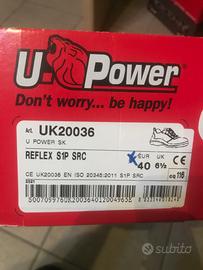 U Power
Don't worry... be happy!
Art. UK20036
U POWER SK
REFLEX S1P SRC
EUR UK CE
40 6½
CE UK20036 EN ISO 20345:2011 S1P SRC
subito